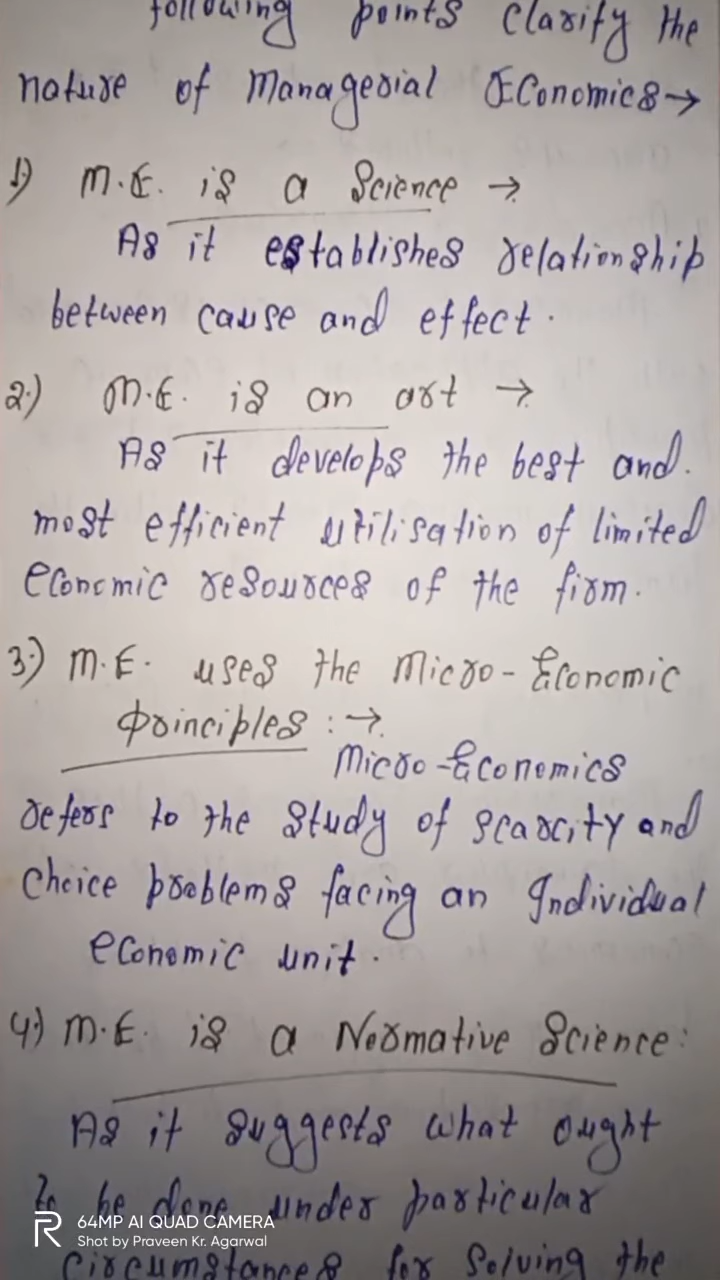 following points clarify the
nature of Managerial Economics→
1) M.E. is a Science →
As it establishes relationship
between cause and effect.
2.) M.E. is an art →
As it develops the best and.
most efficient utilisation of limited
Economic resources of the firm.
3.) M.E. uses the Micro-Economic
principles :→.
Micro-Economics
refers to the study of scarcity and
choice problems facing an Individual
economic unit.
4.) M.E. is a Normative Science:
As it suggests what ought
to be done under particular
circumstances for solving the
64MP AI QUAD CAMERA
Shot by Praveen Kr. Agarwal